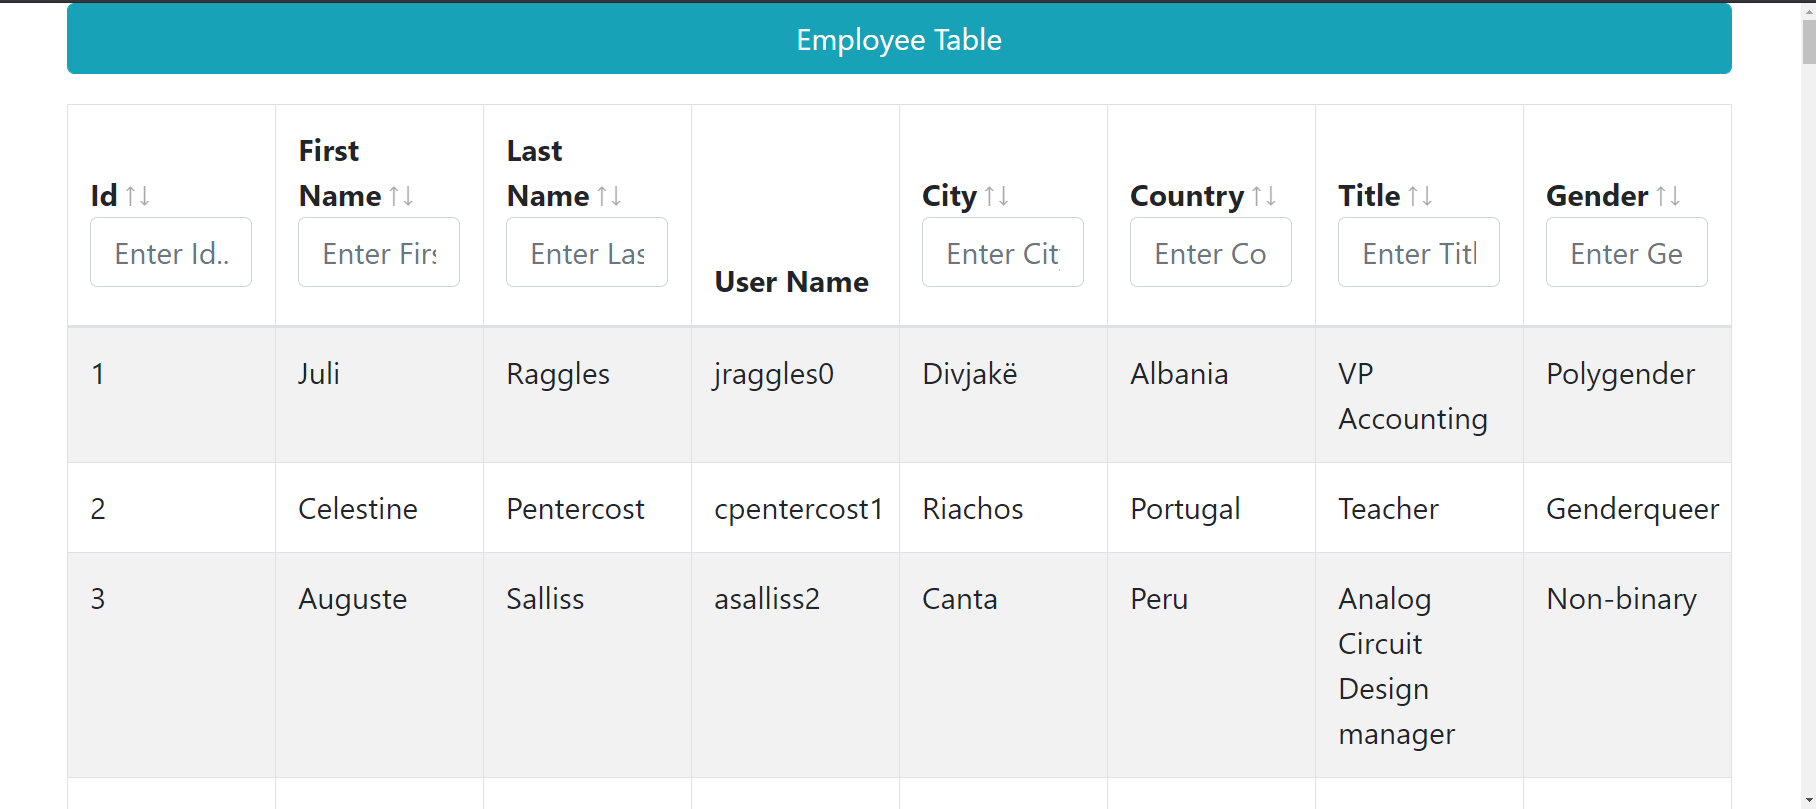 Employee Table
First
Last
Id ↑↓ Name ↑↓ Name ↑↓ City ↑↓ Country ↑↓ Title ↑↓ Gender ↑↓
Enter Id.. Enter Firs Enter Las Enter City Enter Co Enter Titl Enter Ge
User Name
1 Juli Raggles jraggles0 Divjakë Albania VP Polygender
Accounting
2 Celestine Pentercost cpentercost1 Riachos Portugal Teacher Genderqueer
3 Auguste Salliss asalliss2 Canta Peru Analog Non-binary
Circuit
Design
manager